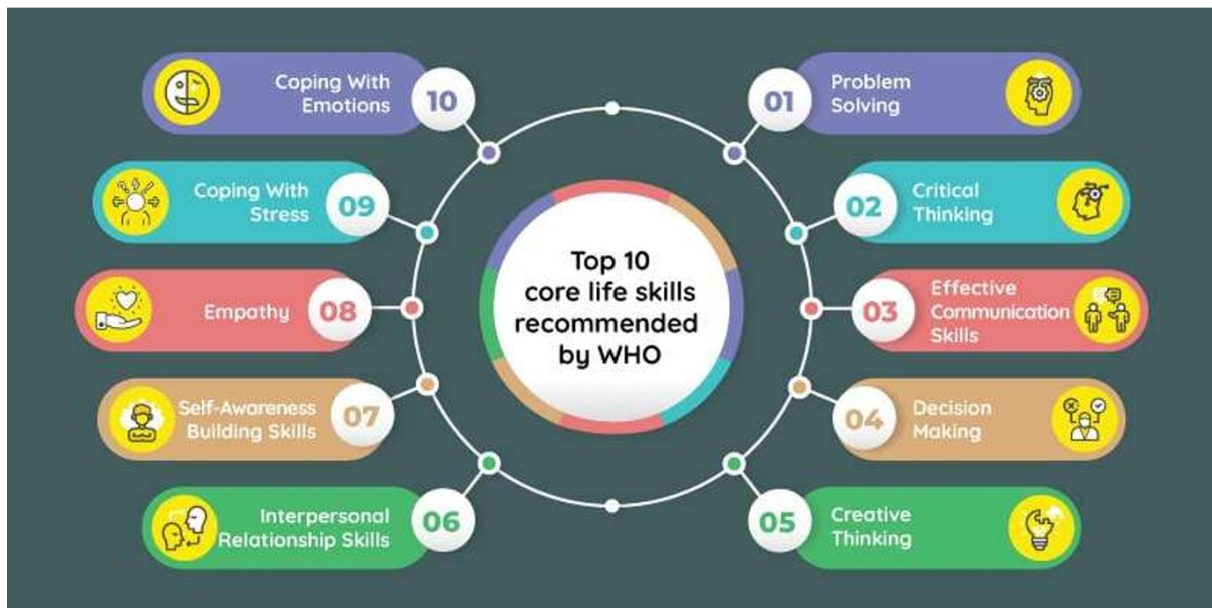 Top 10
core life skills
recommended
by WHO
01
Problem
Solving
02
Critical
Thinking
03
Effective
Communication
Skills
04
Decision
Making
05
Creative
Thinking
06
Interpersonal
Relationship Skills
07
Self-Awareness
Building Skills
08
Empathy
09
Coping With
Stress
10
Coping With
Emotions